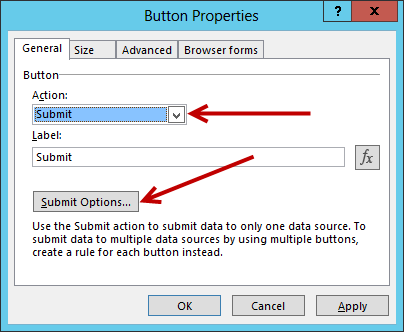 Button Properties
? x
General Size Advanced Browser forms
Button
Action:
Submit
Label:
Submit
fx
Submit Options...
Use the Submit action to submit data to only one data source. To
submit data to multiple data sources by using multiple buttons,
create a rule for each button instead.
OK Cancel Apply